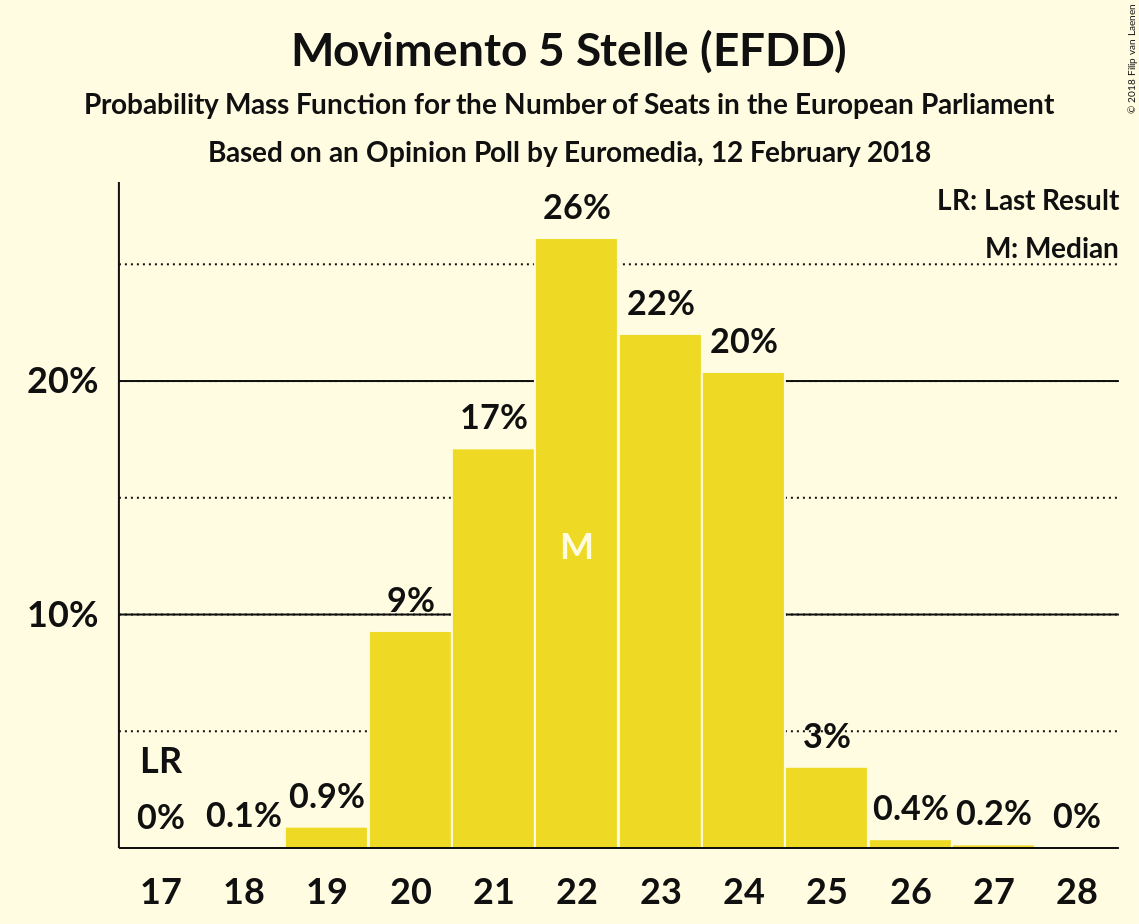 Movimento 5 Stelle (EFDD)
Probability Mass Function for the Number of Seats in the European Parliament
Based on an Opinion Poll by Euromedia, 12 February 2018
© 2018 Filip van Laenen
LR: Last Result
M: Median
26%
22%
20%
20%
17%
M
10%
9%
3%
LR
0%
0.1%
0.9%
0.4%
0.2%
0%
17 18 19 20 21 22 23 24 25 26 27 28